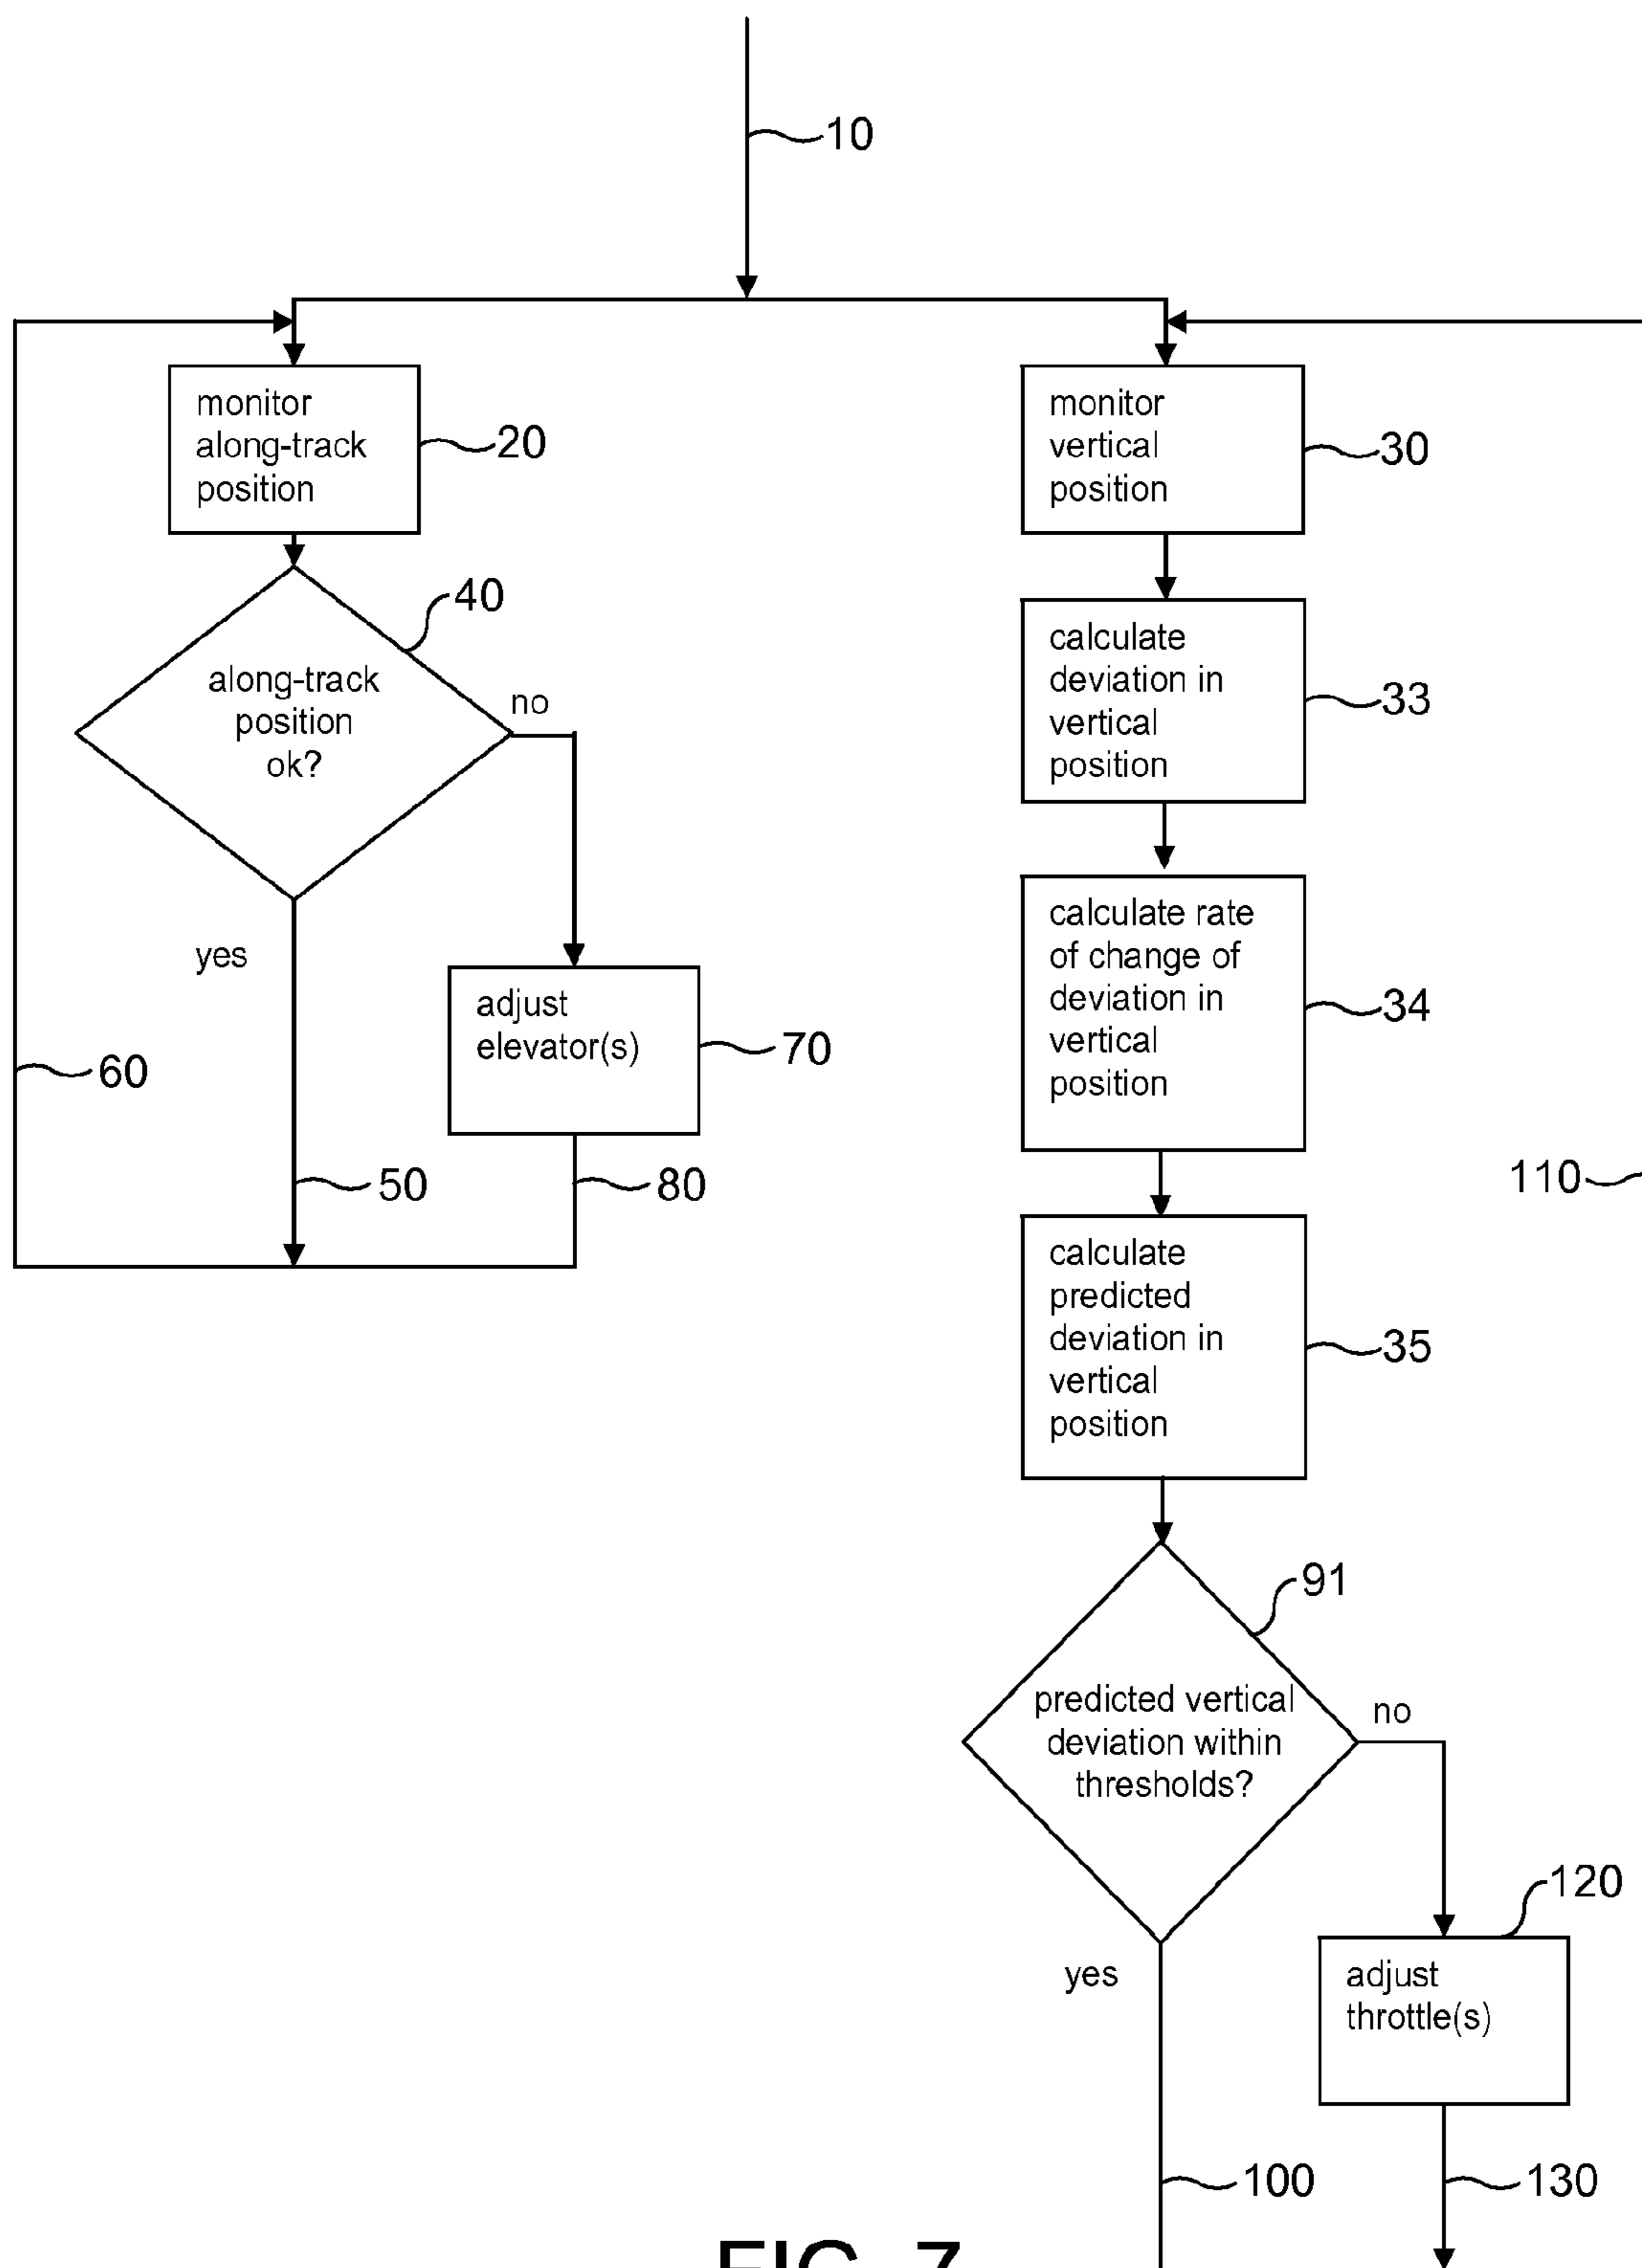 10
monitor
along-track
position
20
monitor
vertical
position
30
along-track
position
ok?
40
no
yes
adjust
elevator(s)
70
60
50
80
calculate
deviation in
vertical
position
33
calculate rate
of change of
deviation in
vertical
position
34
110
calculate
predicted
deviation in
vertical
position
35
predicted vertical
deviation within
thresholds?
91
no
yes
adjust
throttle(s)
120
100
130
FIG. 7